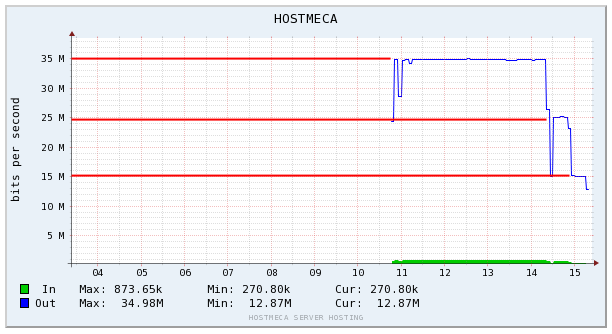 HOSTMECA
bits per second
35 M
30 M
25 M
20 M
15 M
10 M
5 M
04 05 06 07 08 09 10 11 12 13 14 15
In Max: 873.65k Min: 270.80k Cur: 270.80k
Out Max: 34.98M Min: 12.87M Cur: 12.87M
HOSTMECA SERVER HOSTING